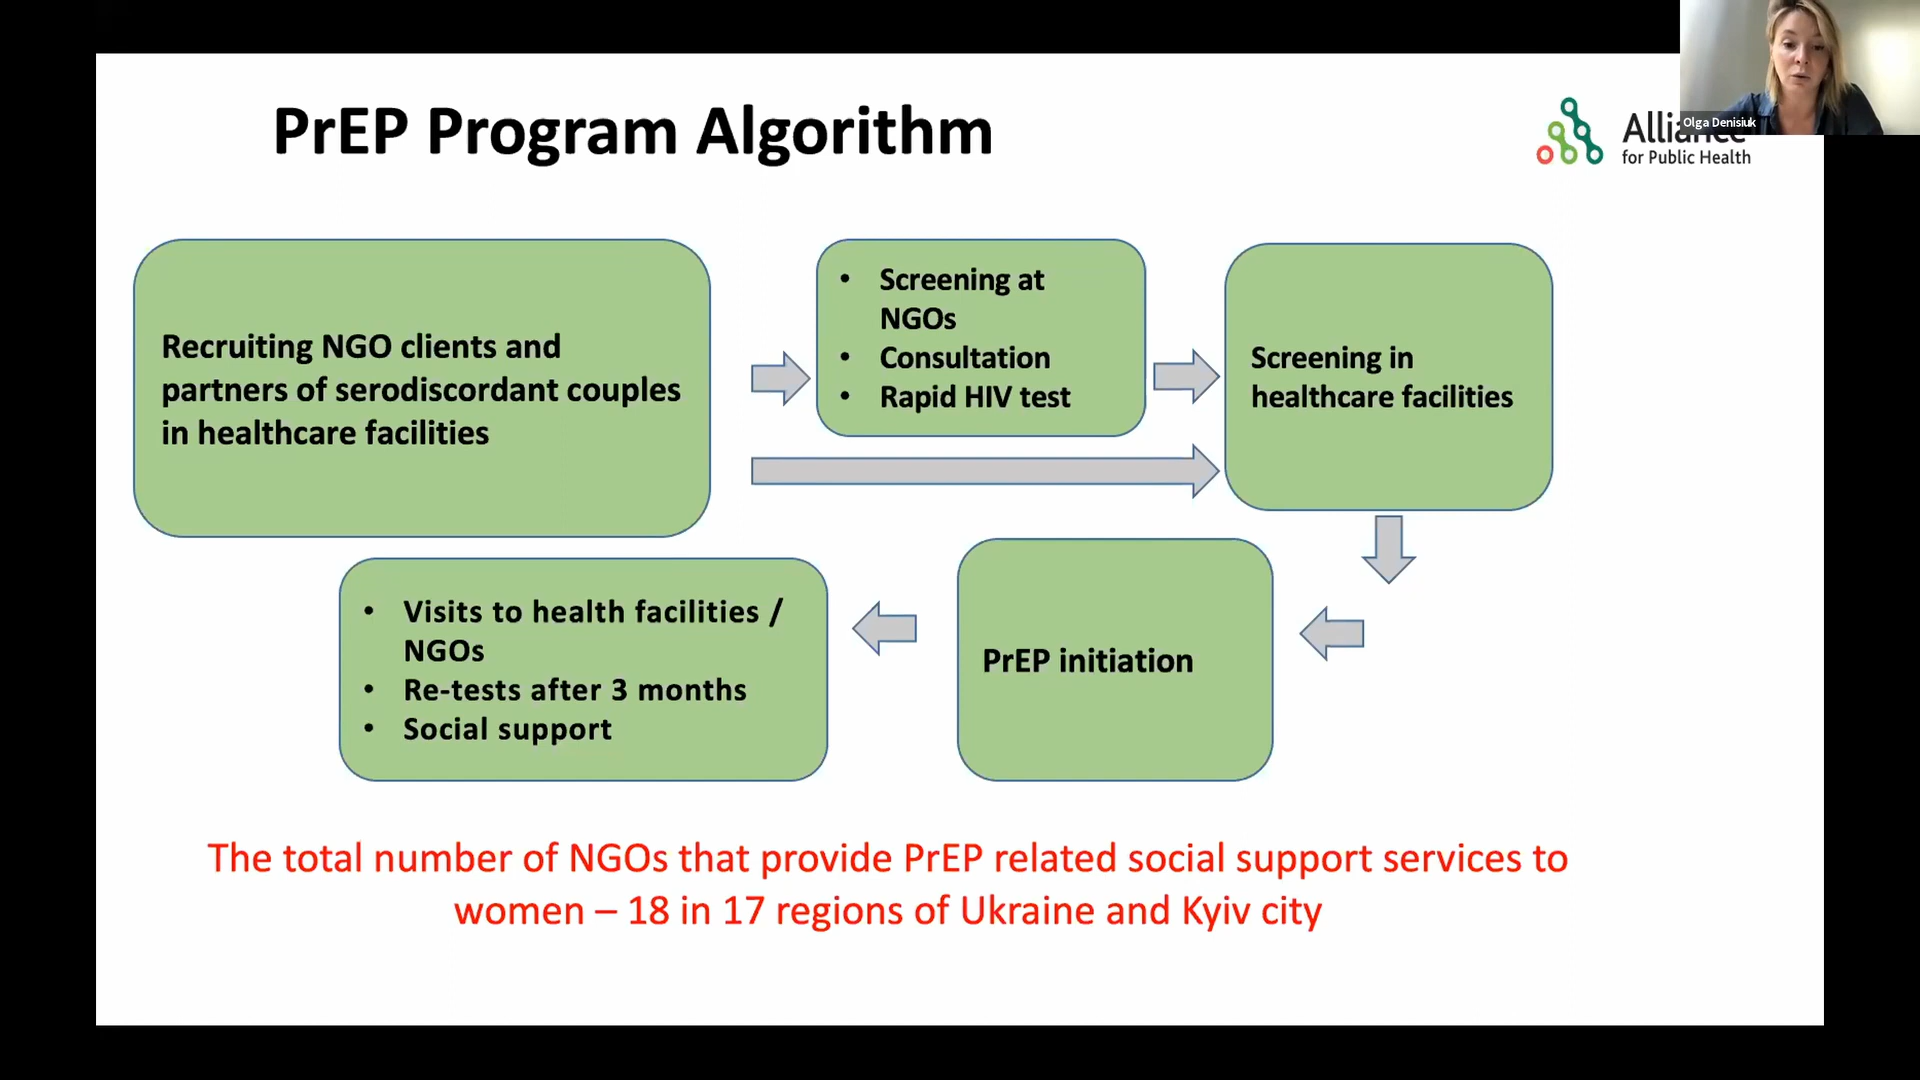 PrEP Program Algorithm
for Public Health
Olga Denisiuk
Recruiting NGO clients and
partners of serodiscordant couples
in healthcare facilities
• Screening at
NGOs
• Consultation
• Rapid HIV test
Screening in
healthcare facilities
• Visits to health facilities /
NGOs
• Re-tests after 3 months
• Social support
PrEP initiation
The total number of NGOs that provide PrEP related social support services to
women – 18 in 17 regions of Ukraine and Kyiv city